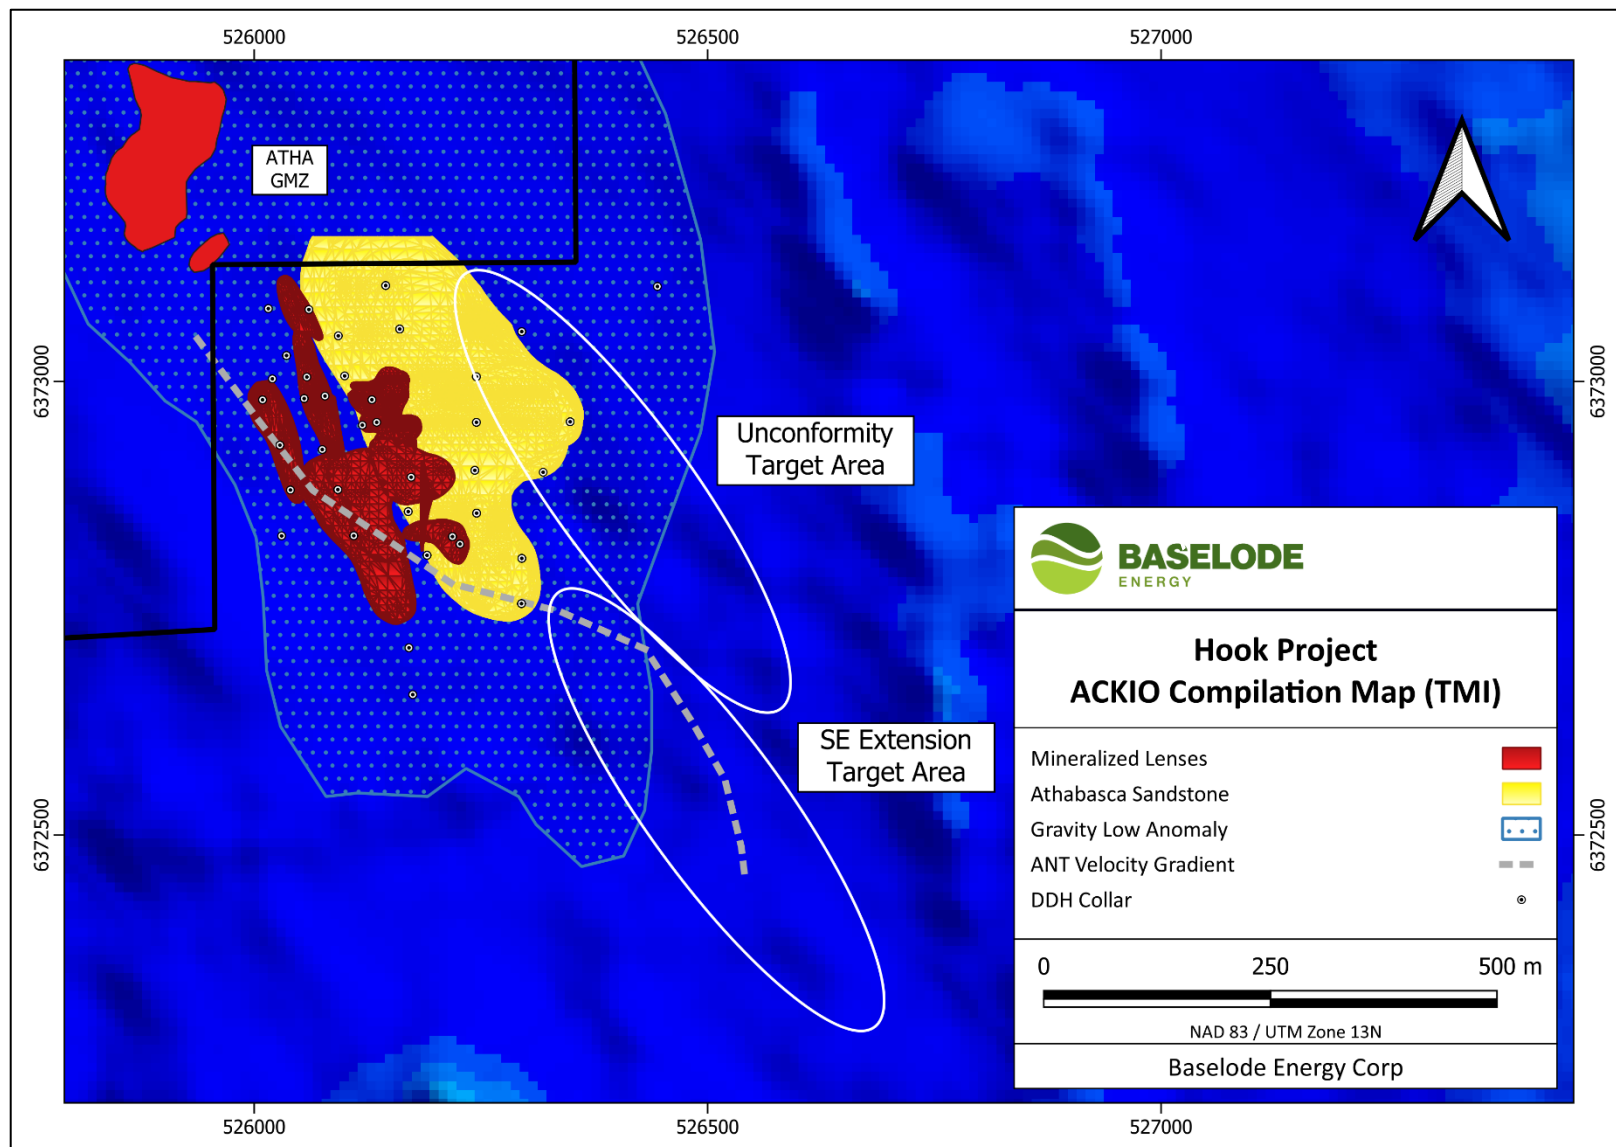 526000
526500
527000
ATHA
GMZ
6373000
6373000
Unconformity
Target Area
SE Extension
Target Area
6372500
6372500
BASELODE
ENERGY
Hook Project
ACKIO Compilation Map (TMI)
Mineralized Lenses
Athabasca Sandstone
Gravity Low Anomaly
ANT Velocity Gradient
DDH Collar
0 250 500 m
NAD 83 / UTM Zone 13N
Baselode Energy Corp
526000
526500
527000